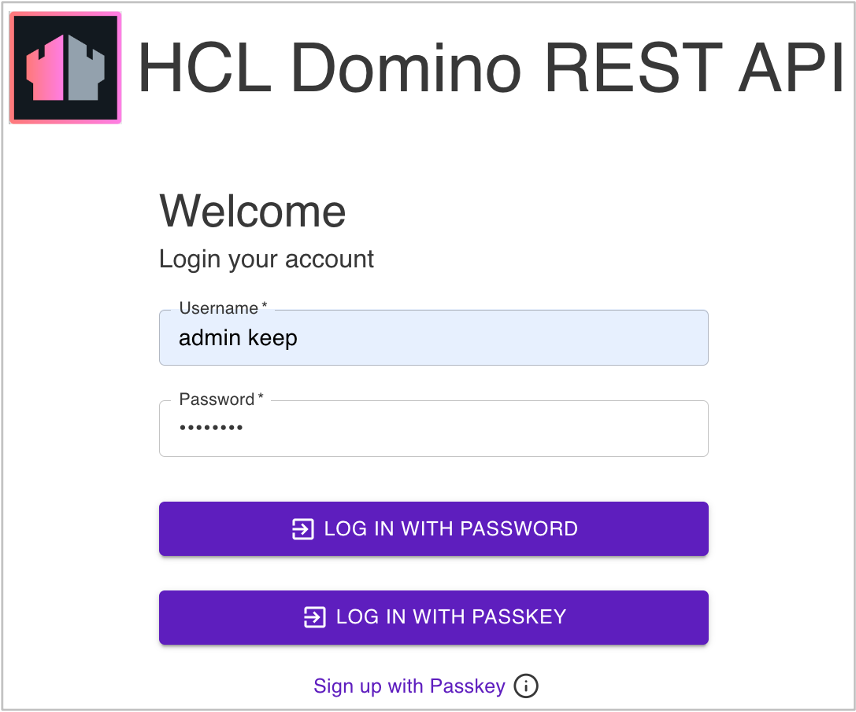 HCL Domino REST API
Welcome
Login your account
Username *
admin keep
Password *
••••••••
LOG IN WITH PASSWORD
LOG IN WITH PASSKEY
Sign up with Passkey